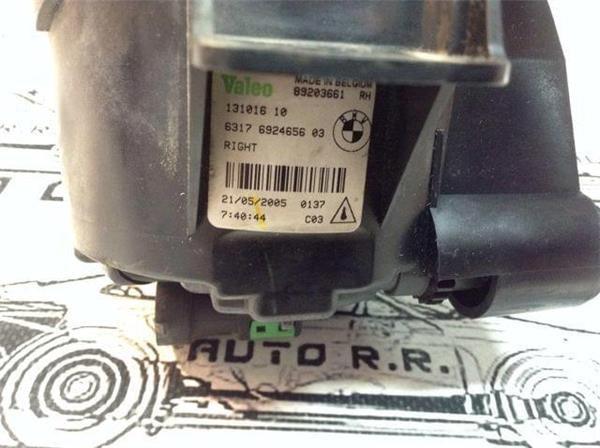 Valeo
MADE IN BELGIUM
89203661 RH
131016 10
BMW
6317 6924656 03
RIGHT
21/05/2005 0137
7:40:44 C03
AUTO R.R.